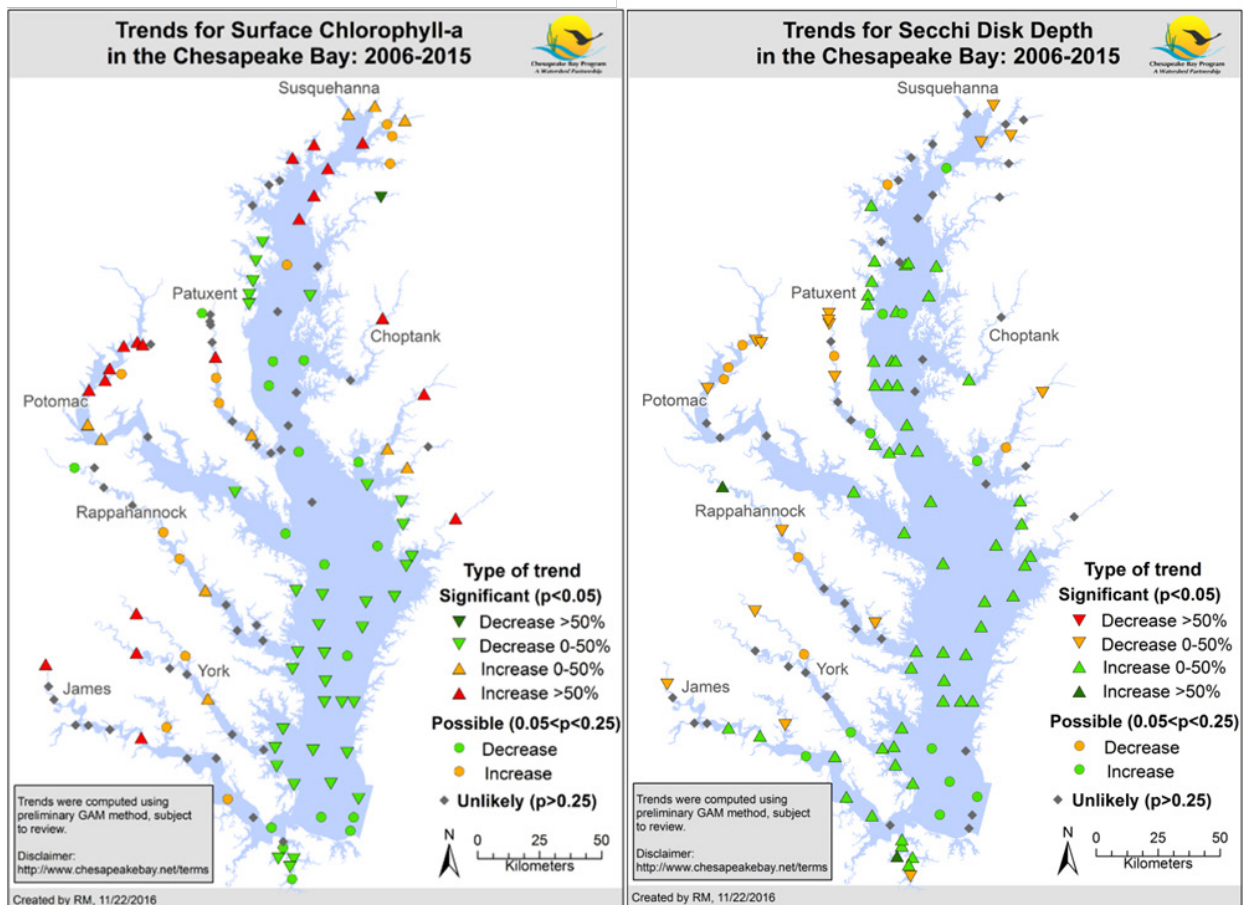 Trends for Surface Chlorophyll-a
in the Chesapeake Bay: 2006-2015
Chesapeake Bay Program
A Watershed Partnership
Susquehanna
Patuxent
Choptank
Potomac
Rappahannock
York
James
Type of trend
Significant (p<0.05)
Decrease >50%
Decrease 0-50%
Increase 0-50%
Increase >50%
Possible (0.05<p<0.25)
Decrease
Increase
Unlikely (p>0.25)
Trends were computed using
preliminary GAM method, subject
to review.
Disclaimer:
http://www.chesapeakebay.net/terms
N
0 25 50
Kilometers
Created by RM, 11/22/2016
Trends for Secchi Disk Depth
in the Chesapeake Bay: 2006-2015
Chesapeake Bay Program
A Watershed Partnership
Susquehanna
Patuxent
Choptank
Potomac
Rappahannock
York
James
Type of trend
Significant (p<0.05)
Decrease >50%
Decrease 0-50%
Increase 0-50%
Increase >50%
Possible (0.05<p<0.25)
Decrease
Increase
Unlikely (p>0.25)
Trends were computed using
preliminary GAM method, subject
to review.
Disclaimer:
http://www.chesapeakebay.net/terms
N
0 25 50
Kilometers
Created by RM, 11/22/2016